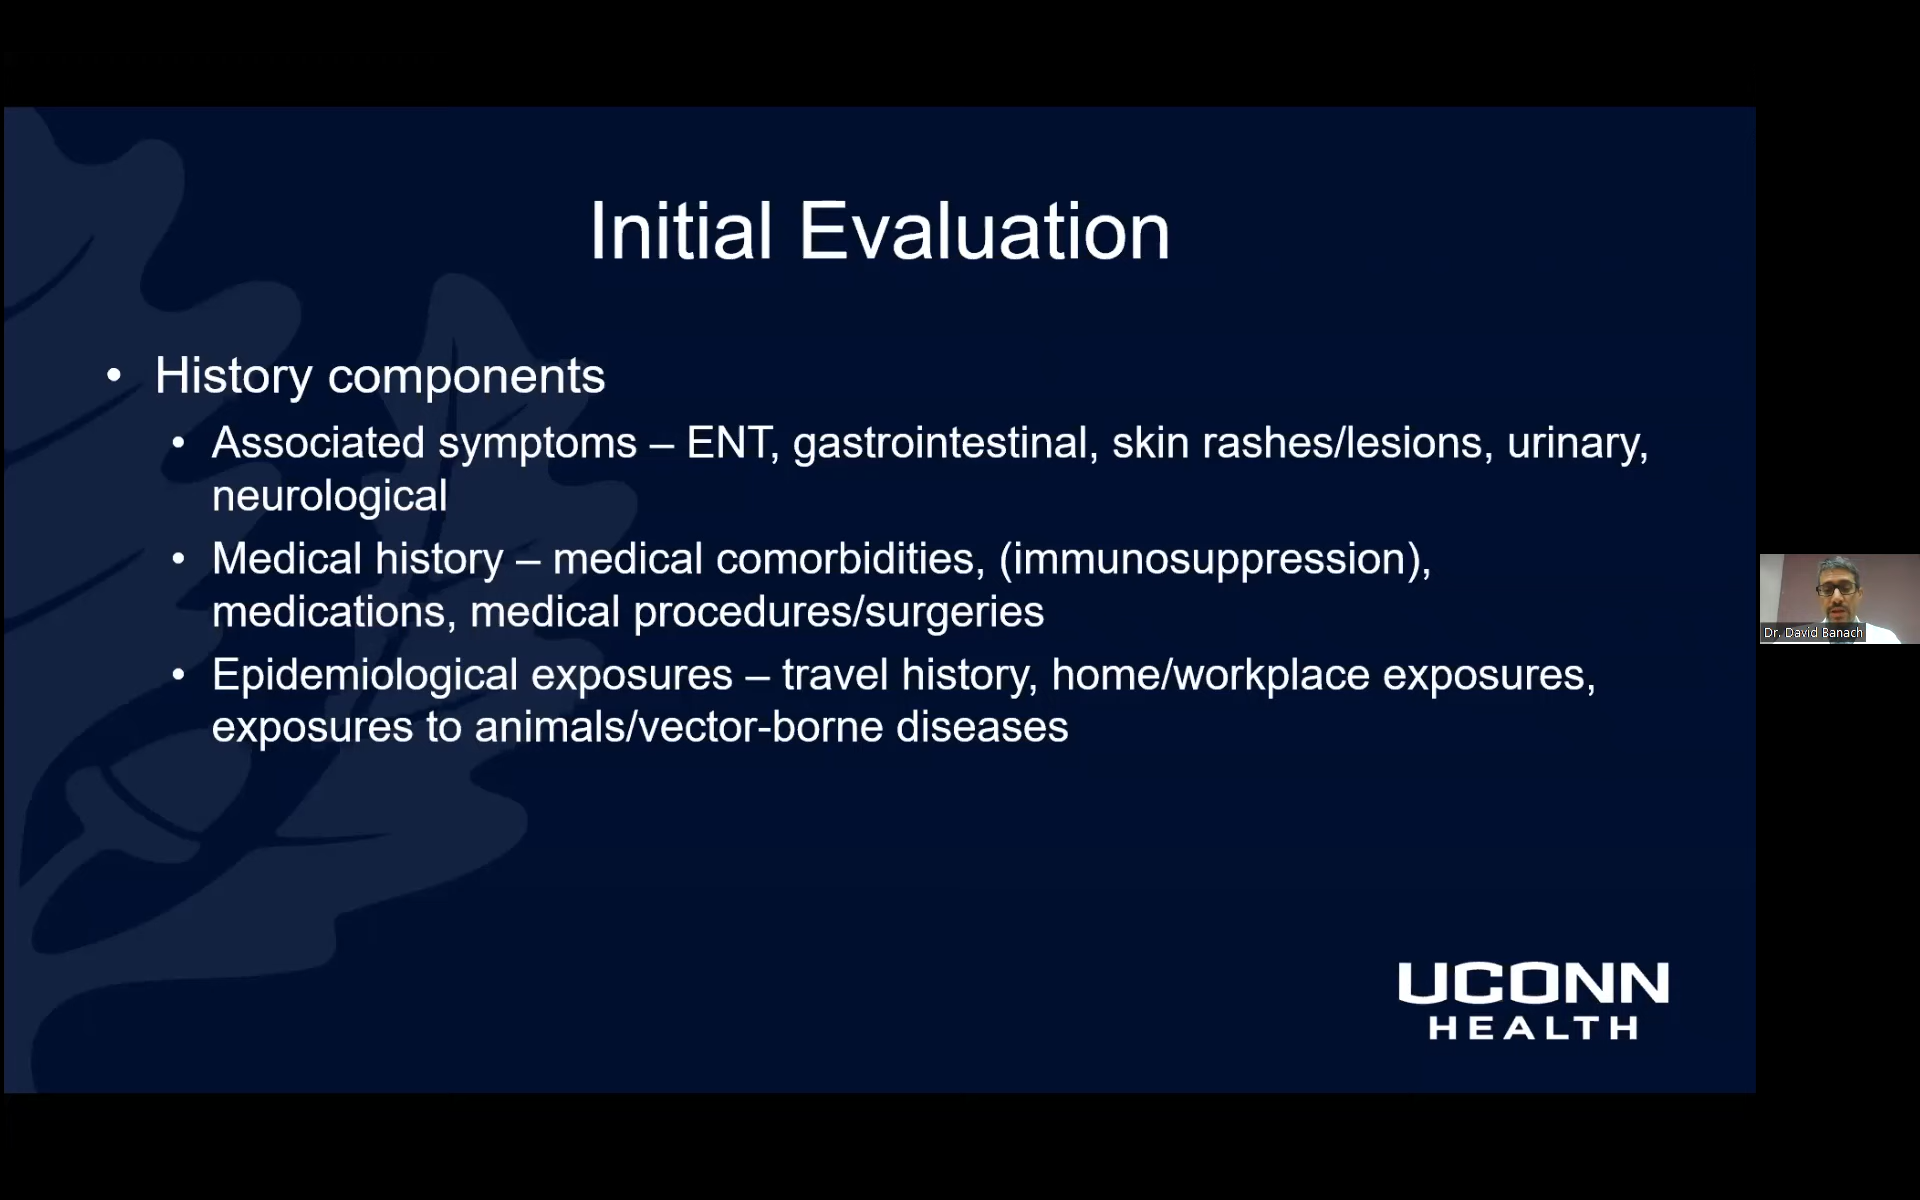 Initial Evaluation
• History components
• Associated symptoms – ENT, gastrointestinal, skin rashes/lesions, urinary,
neurological
• Medical history – medical comorbidities, (immunosuppression),
medications, medical procedures/surgeries
• Epidemiological exposures – travel history, home/workplace exposures,
exposures to animals/vector-borne diseases
Dr. David Banach
UCONN
HEALTH